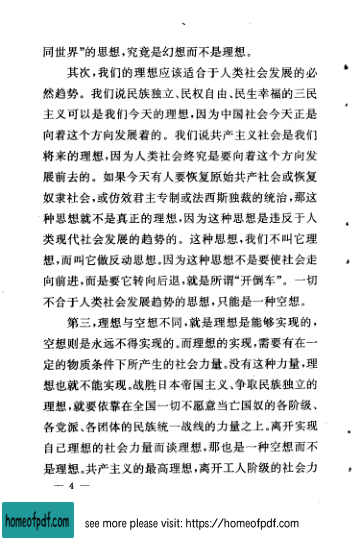 同世界”的思想,究竟是幻想而不是理想。
其次,我们的理想应该适合于人类社会发展的必
然趋势。我们说民族独立、民权自由、民生幸福的三民
主义可以是我们今天的理想,因为中国社会今天正是
向着这个方向发展着的。我们说共产主义社会是我们
将来的理想,因为人类社会终究是要向着这个方向发
展前去的。如果今天有人要恢复原始共产社会或恢复
奴隶社会,或仿效君主专制或法西斯独裁的统治,那这
种思想就不是真正的理想,因为这种思想是违反于人
类现代社会发展的趋势的。这种思想,我们不叫它理
想,而叫它做反动思想。因为这种思想不是要使社会走
向前进,而是要它转向后退,就是所谓“开倒车”。一切
不合于人类社会发展趋势的思想,只能是一种空想。
第三,理想与空想不同,就是理想是能够实现的,
空想则是永远不得实现的。而理想的实现,需要有在一
定的物质条件下所产生的社会力量。没有这种力量,理
想也就不能实现。战胜日本帝国主义、争取民族独立的
理想,就要依靠在全国一切不愿意当亡国奴的各阶级、
各党派、各团体的民族统一战线的力量之上。离开实现
自己理想的社会力量而谈理想,那也是一种空想而不
是理想。共产主义的最高理想,离开工人阶级的社会力
— 4 —
homeofpdf.com
see more please visit: https://homeofpdf.com